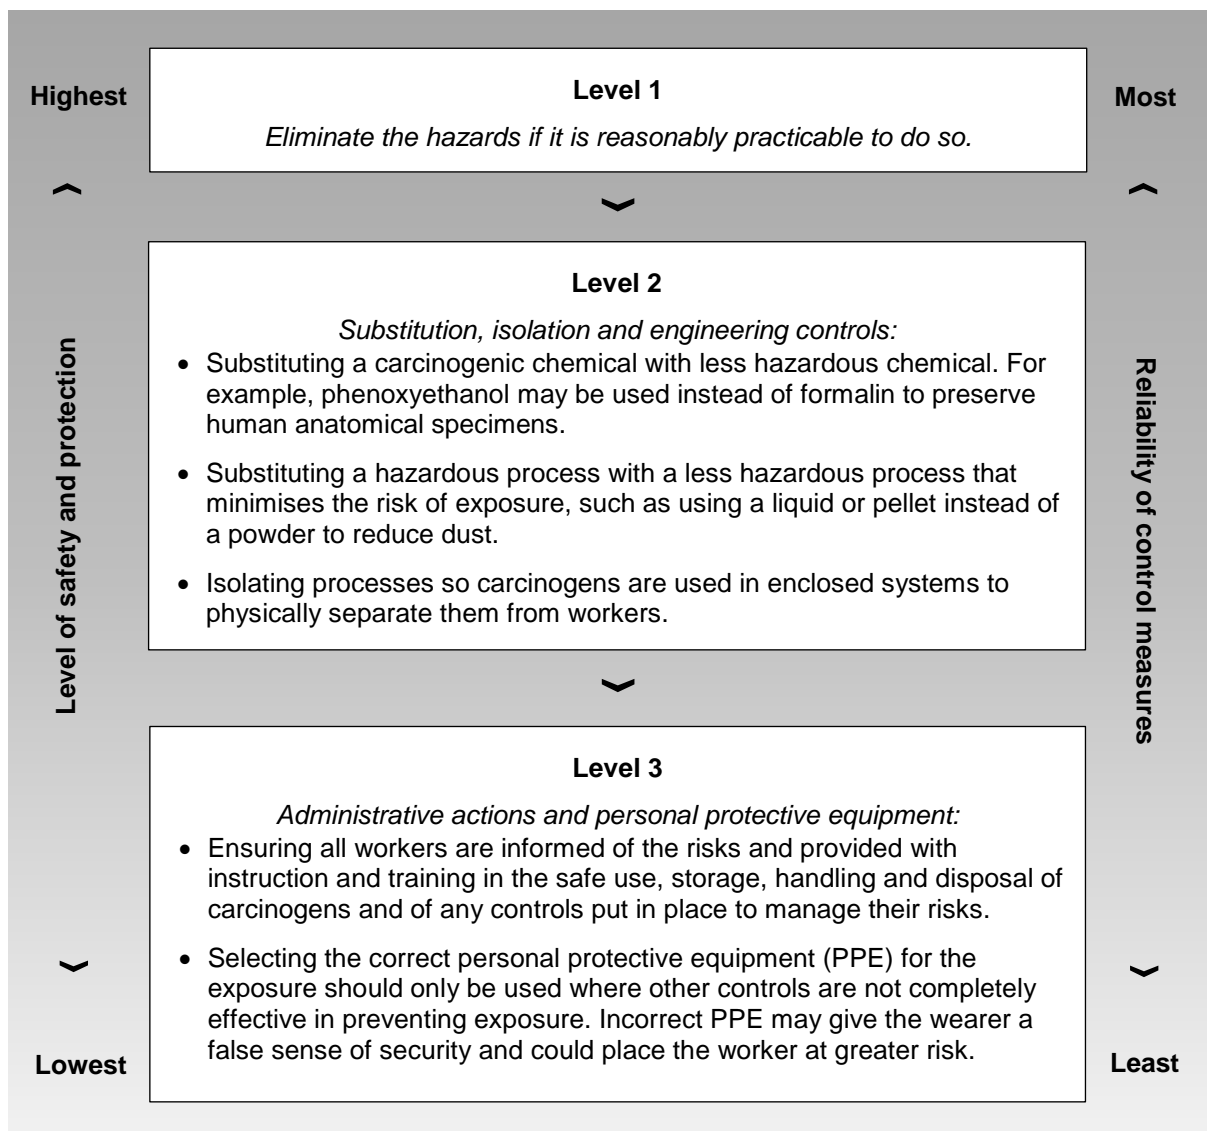 Highest
Most
Level of safety and protection
Reliability of control measures
Lowest
Least
Level 1
Eliminate the hazards if it is reasonably practicable to do so.
Level 2
Substitution, isolation and engineering controls:
• Substituting a carcinogenic chemical with less hazardous chemical. For
example, phenoxyethanol may be used instead of formalin to preserve
human anatomical specimens.
• Substituting a hazardous process with a less hazardous process that
minimises the risk of exposure, such as using a liquid or pellet instead of
a powder to reduce dust.
• Isolating processes so carcinogens are used in enclosed systems to
physically separate them from workers.
Level 3
Administrative actions and personal protective equipment:
• Ensuring all workers are informed of the risks and provided with
instruction and training in the safe use, storage, handling and disposal of
carcinogens and of any controls put in place to manage their risks.
• Selecting the correct personal protective equipment (PPE) for the
exposure should only be used where other controls are not completely
effective in preventing exposure. Incorrect PPE may give the wearer a
false sense of security and could place the worker at greater risk.